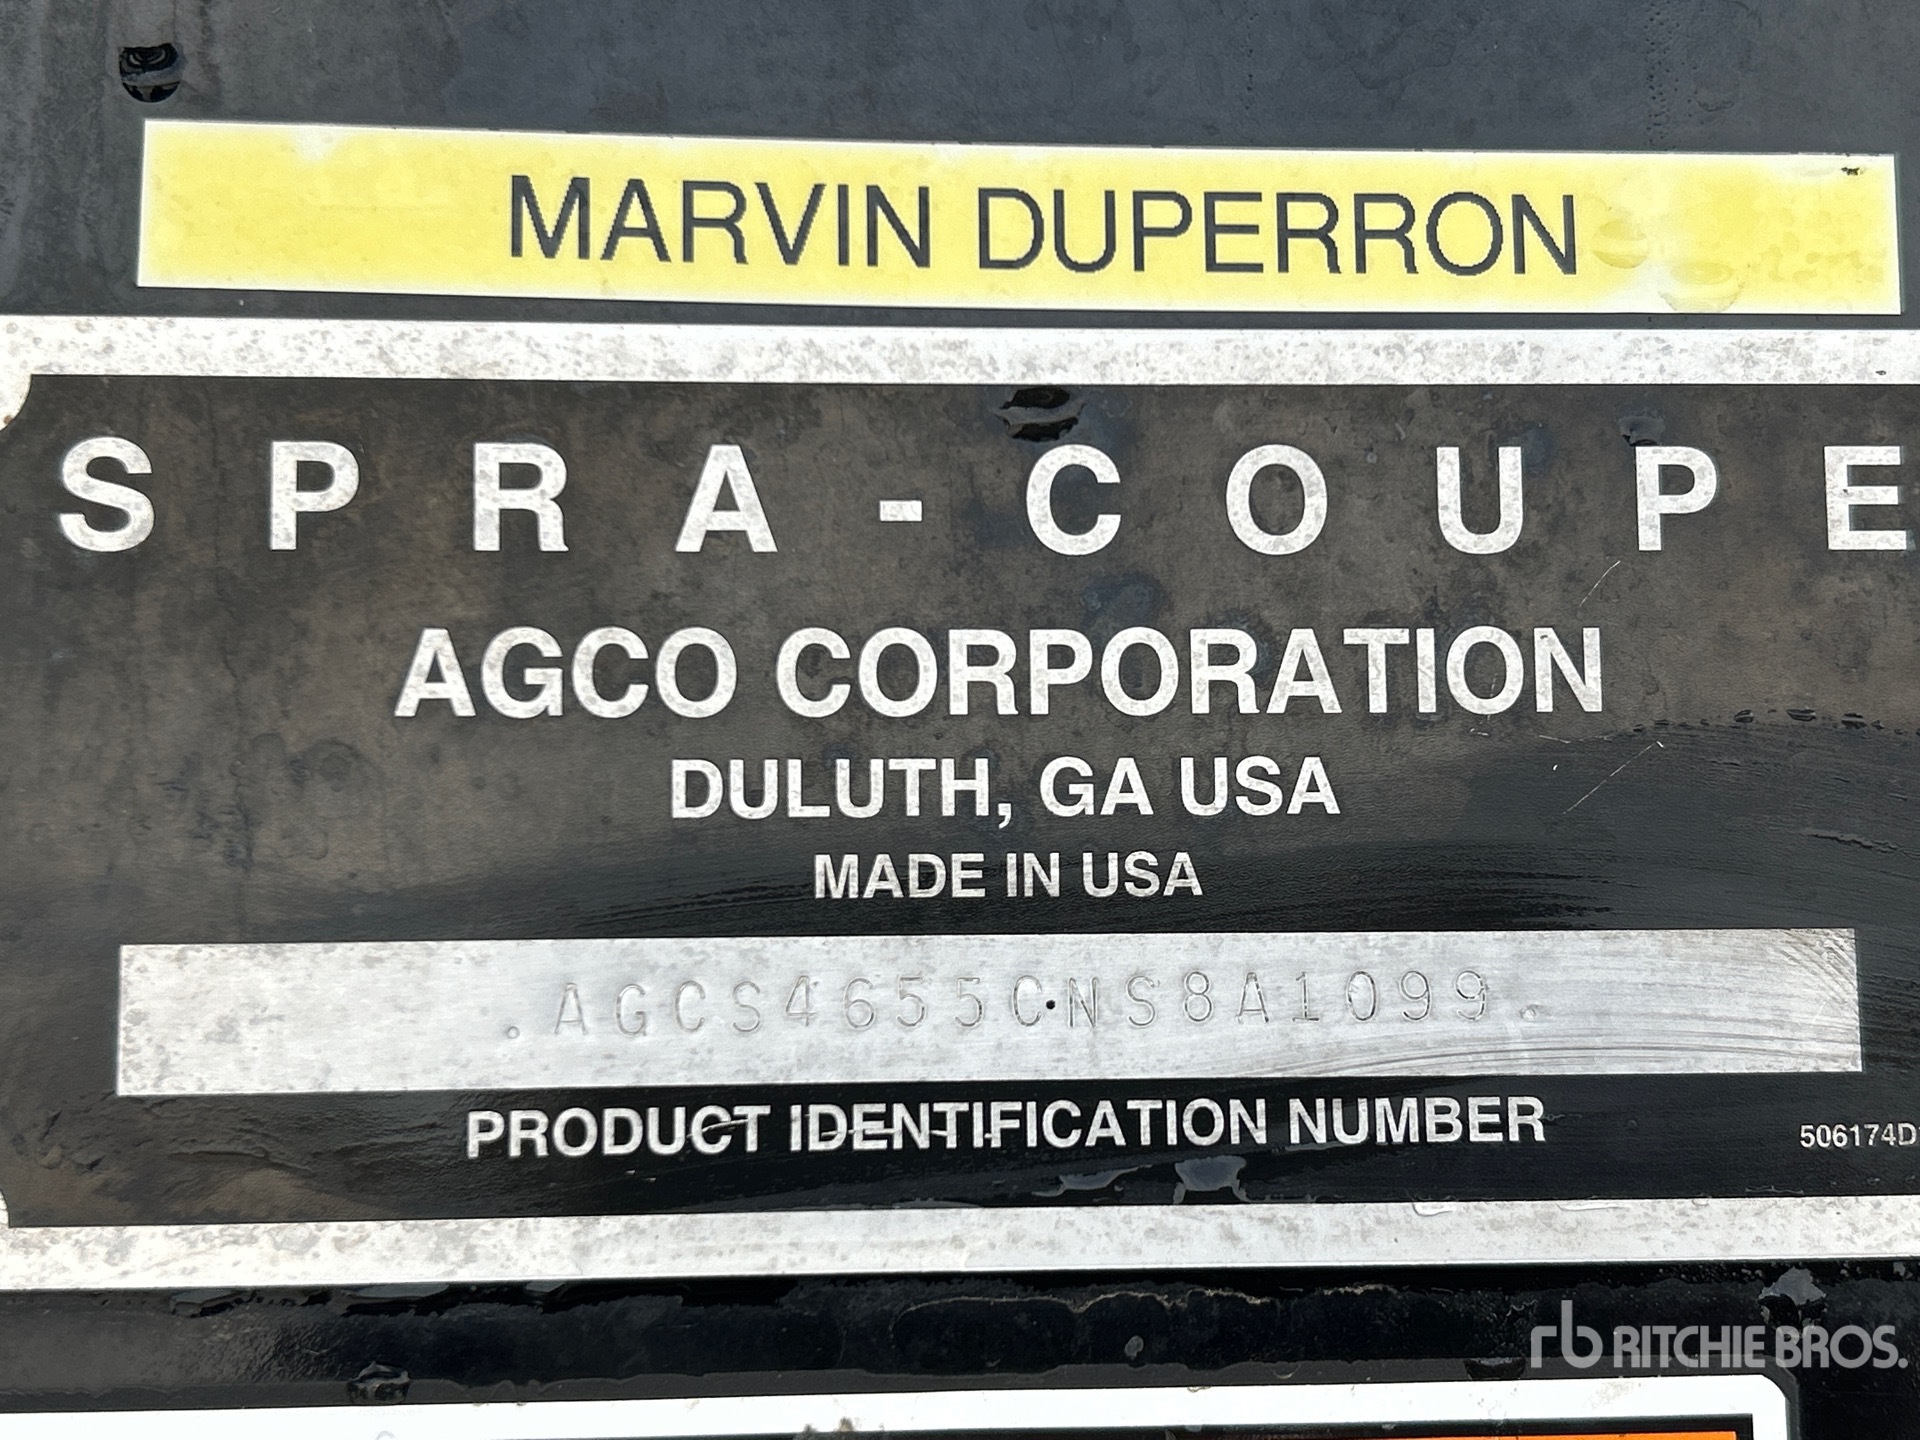 MARVIN DUPERRON
SPRA-COUPE
AGCO CORPORATION
DULUTH, GA USA
MADE IN USA
.AGCS4655CNS8A1099.
PRODUCT IDENTIFICATION NUMBER
506174D
rb RITCHIE BROS.